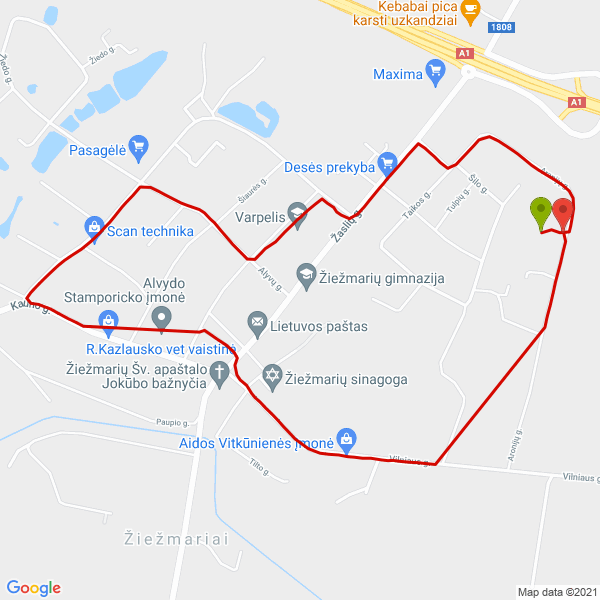 Kebabai pica
karsti uzkandziai
1808
A1
Maxima
A1
Žiedo g.
Žiedo g.
Pasagėlė
Desės prekyba
Šiaurės g.
Šilo g.
Tulpių g.
Taikos g.
Varpelis
Žaslių g.
Scan technika
Alyvų g.
Žiežmarių gimnazija
Alvydo
Stamporicko įmonė
Kauno g.
Lietuvos paštas
R.Kazlausko vet vaistinė
Žiežmarių Šv. apaštalo
Jokūbo bažnyčia
Žiežmarių sinagoga
Paupio g.
Aidos Vitkūnienės įmonė
Aronijų g.
Tilto g.
Vilniaus g.
Vilniaus g.
Žiežmariai
Google
Map data ©2021